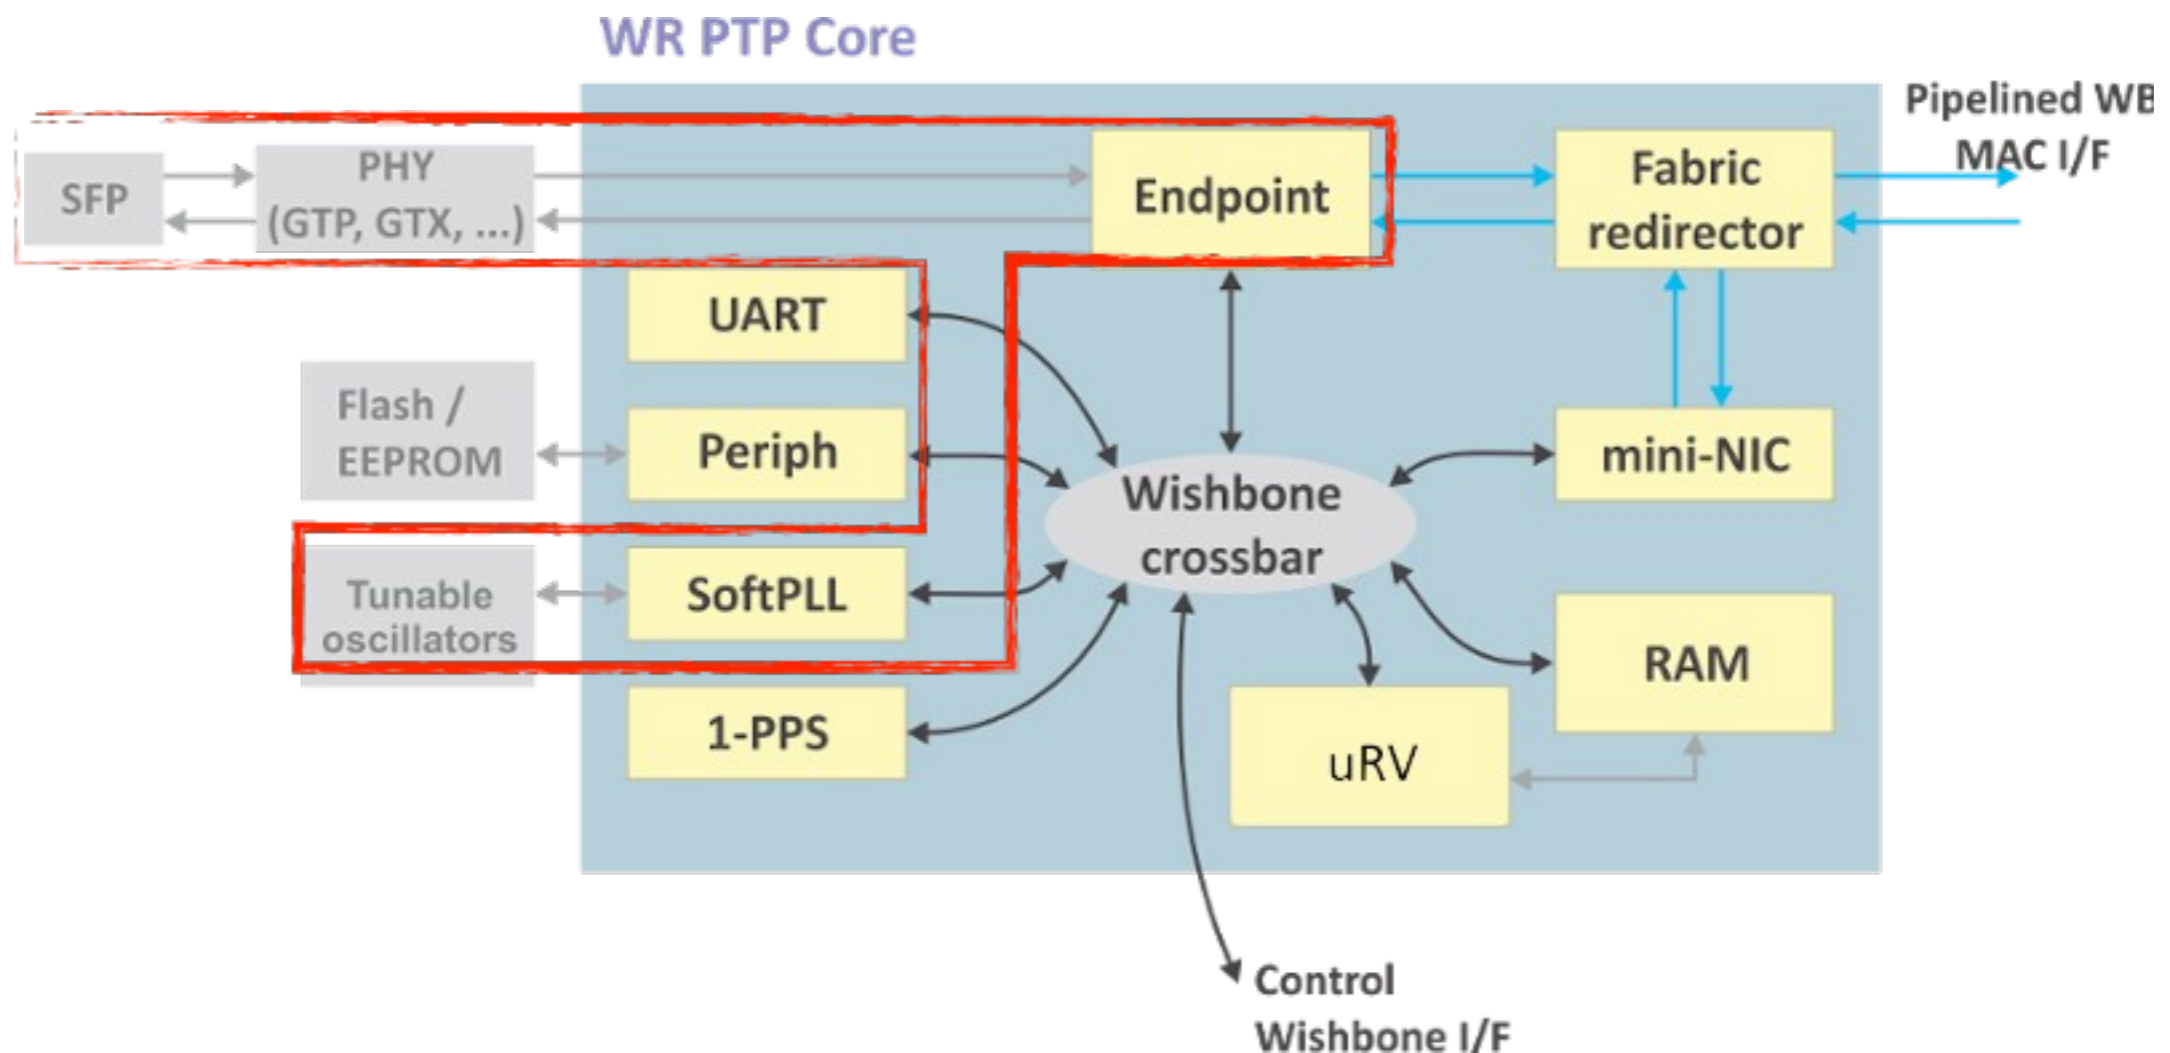 WR PTP Core
Pipelined WB
MAC I/F
SFP
PHY
(GTP, GTX, ...)
Endpoint
Fabric
redirector
UART
Flash /
EEPROM
Periph
mini-NIC
Wishbone
crossbar
Tunable
oscillators
SoftPLL
RAM
1-PPS
uRV
Control
Wishbone I/F